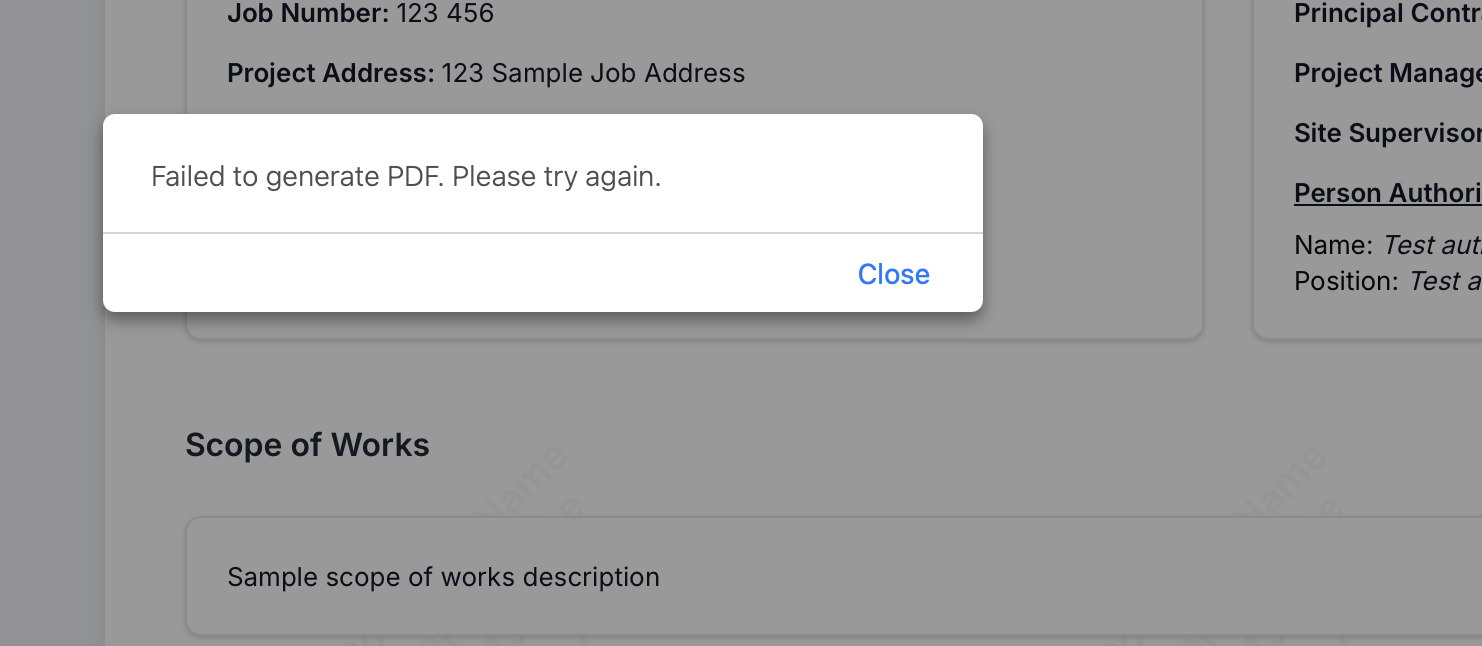 Job Number: 123 456
Project Address: 123 Sample Job Address
Principal Contr
Project Manage
Site Supervisor
Person Authori
Name: Test aut
Position: Test a
Failed to generate PDF. Please try again.
Close
Scope of Works
Name
Name
Sample scope of works description